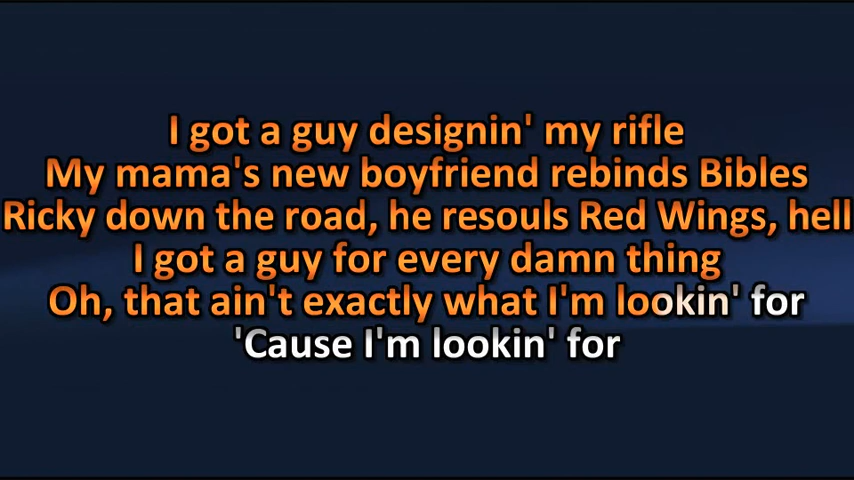 I got a guy designin' my rifle
My mama's new boyfriend rebinds Bibles
Ricky down the road, he resouls Red Wings, hell
I got a guy for every damn thing
Oh, that ain't exactly what I'm lookin' for
'Cause I'm lookin' for